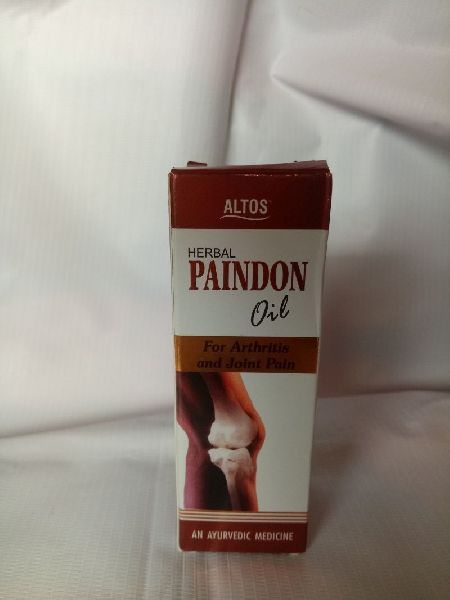 ALTOS
HERBAL
PAINDON
Oil
For Arthritis
and Joint Pain
AN AYURVEDIC MEDICINE